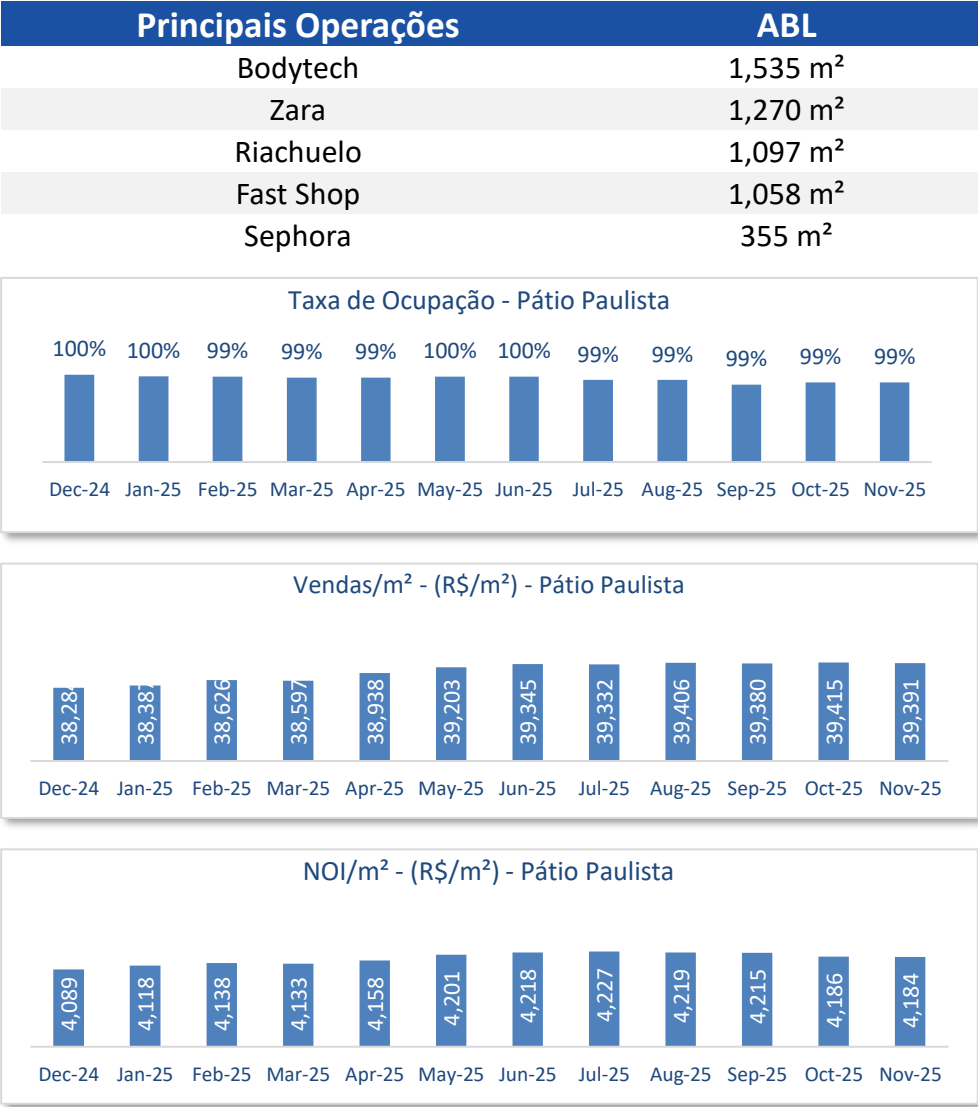 Principais Operações ABL
Bodytech 1,535 m²
Zara 1,270 m²
Riachuelo 1,097 m²
Fast Shop 1,058 m²
Sephora 355 m²
Taxa de Ocupação - Pátio Paulista
100% 100% 99% 99% 99% 100% 100% 99% 99% 99% 99% 99%
Dec-24 Jan-25 Feb-25 Mar-25 Apr-25 May-25 Jun-25 Jul-25 Aug-25 Sep-25 Oct-25 Nov-25
Vendas/m² - (R$/m²) - Pátio Paulista
38,387 38,626 38,597 38,938 39,203 39,345 39,332 39,406 39,380 39,415 39,391
Dec-24 Jan-25 Feb-25 Mar-25 Apr-25 May-25 Jun-25 Jul-25 Aug-25 Sep-25 Oct-25 Nov-25
NOI/m² - (R$/m²) - Pátio Paulista
4,089 4,118 4,138 4,133 4,158 4,201 4,218 4,227 4,219 4,215 4,186 4,184
Dec-24 Jan-25 Feb-25 Mar-25 Apr-25 May-25 Jun-25 Jul-25 Aug-25 Sep-25 Oct-25 Nov-25